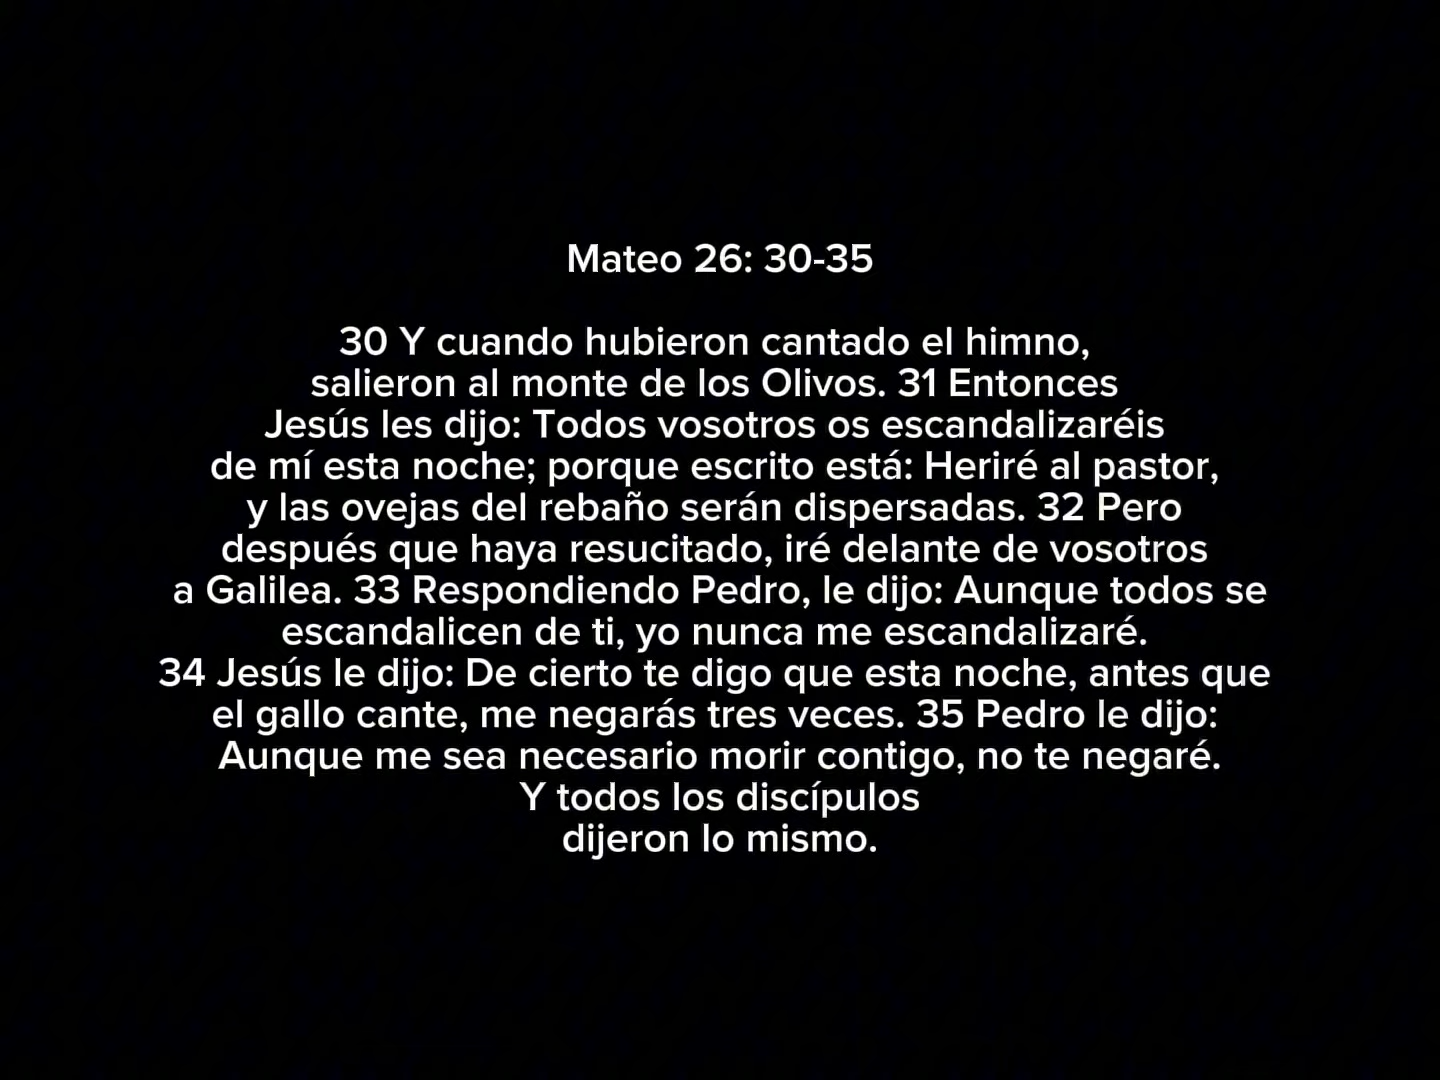 Mateo 26: 30-35
30 Y cuando hubieron cantado el himno,
salieron al monte de los Olivos. 31 Entonces
Jesús les dijo: Todos vosotros os escandalizaréis
de mí esta noche; porque escrito está: Heriré al pastor,
y las ovejas del rebaño serán dispersadas. 32 Pero
después que haya resucitado, iré delante de vosotros
a Galilea. 33 Respondiendo Pedro, le dijo: Aunque todos se
escandalicen de ti, yo nunca me escandalizaré.
34 Jesús le dijo: De cierto te digo que esta noche, antes que
el gallo cante, me negarás tres veces. 35 Pedro le dijo:
Aunque me sea necesario morir contigo, no te negaré.
Y todos los discípulos
dijeron lo mismo.